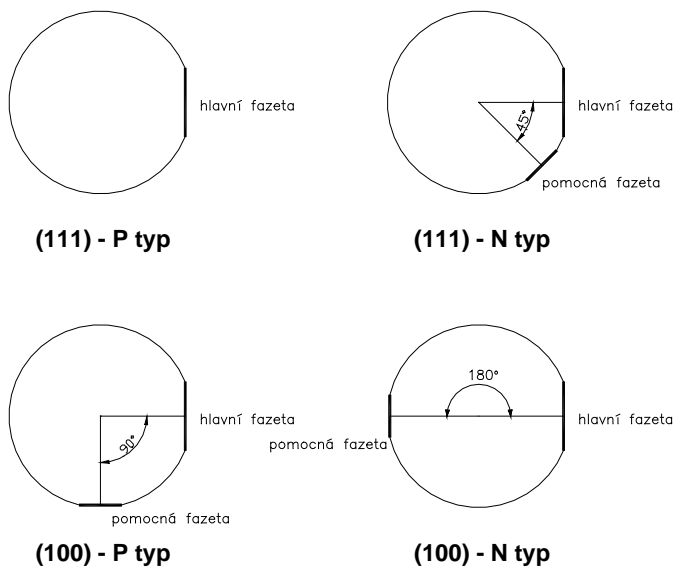 hlavní fazeta
(111) - P typ
45°
hlavní fazeta
pomocná fazeta
(111) - N typ
90°
hlavní fazeta
pomocná fazeta
(100) - P typ
180°
hlavní fazeta
pomocná fazeta
(100) - N typ